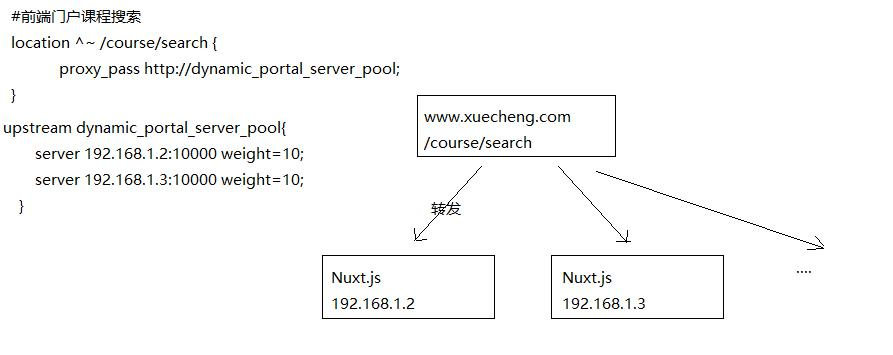 #前端门户课程搜索
location ^~ /course/search {
proxy_pass http://dynamic_portal_server_pool;
}
upstream dynamic_portal_server_pool{
server 192.168.1.2:10000 weight=10;
server 192.168.1.3:10000 weight=10;
}
www.xuecheng.com
/course/search
转发
Nuxt.js
192.168.1.2
Nuxt.js
192.168.1.3
....